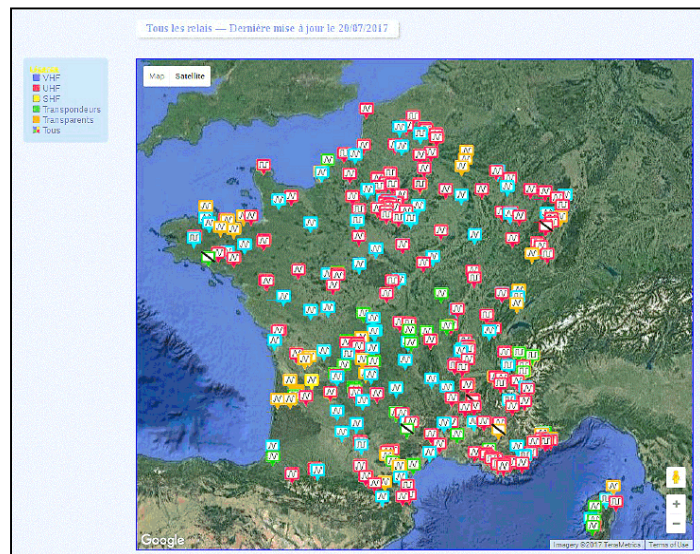 Tous les relais — Dernière mise à jour le 20/07/2017
VHF
UHF
SHF
Transpondeurs
Transparents
Tous
Map Satellite
Google
Imagery ©2017 TerraMetrics Terms of Use